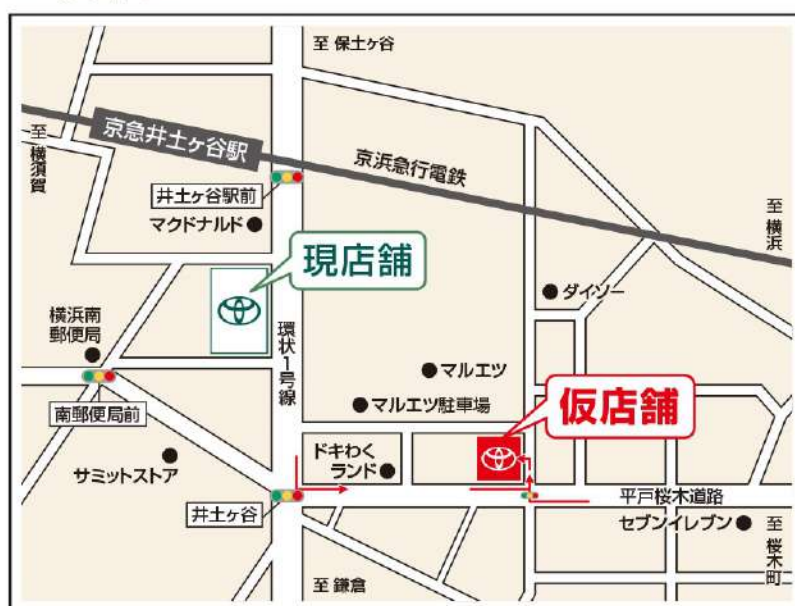 至 保土ヶ谷
京急井土ヶ谷駅
至 横須賀
京浜急行電鉄
井土ヶ谷駅前
マクドナルド
至 横浜
現店舗
ダイソー
横浜南
郵便局
環状1号線
マルエツ
マルエツ駐車場
仮店舗
南郵便局前
ドキわく
ランド
サミットストア
井土ヶ谷
平戸桜木道路
セブンイレブン
至 桜木町
至 鎌倉